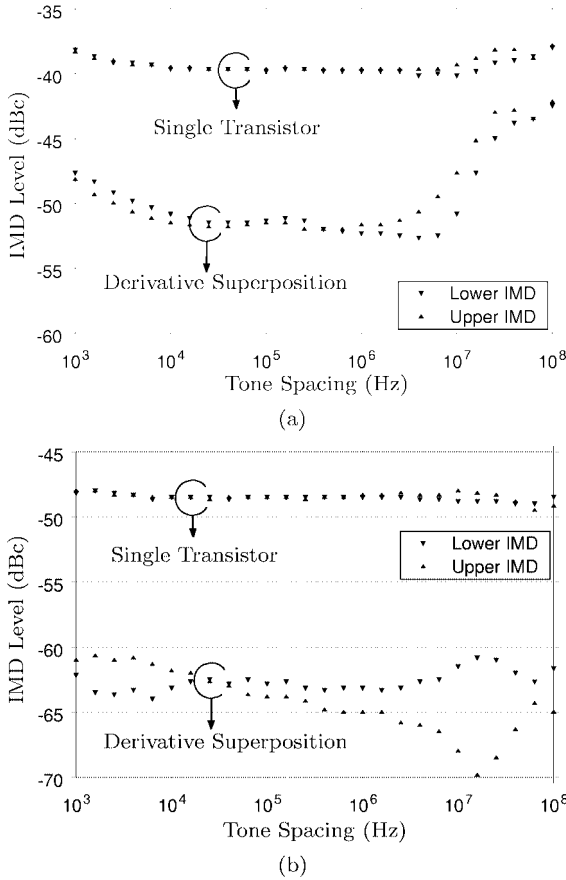 -35
-40
-45
-50
-55
-60
IMD Level (dBc)
Single Transistor
Derivative Superposition
Lower IMD
Upper IMD
10³ 10⁴ 10⁵ 10⁶ 10⁷ 10⁸
Tone Spacing (Hz)
(a)
-45
-50
-55
-60
-65
-70
IMD Level (dBc)
Single Transistor
Lower IMD
Upper IMD
Derivative Superposition
10³ 10⁴ 10⁵ 10⁶ 10⁷ 10⁸
Tone Spacing (Hz)
(b)